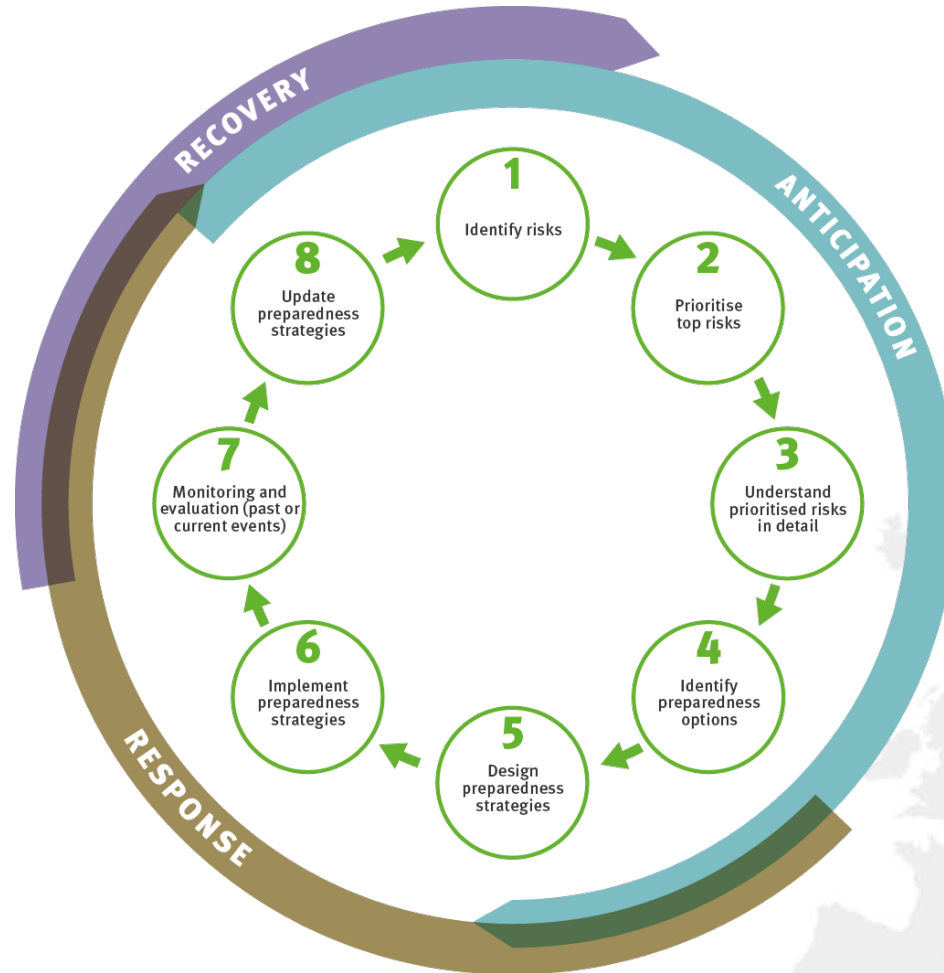 RECOVERY
ANTICIPATION
RESPONSE
1
Identify risks
2
Prioritise
top risks
3
Understand
prioritised risks
in detail
4
Identify
preparedness
options
5
Design
preparedness
strategies
6
Implement
preparedness
strategies
7
Monitoring and
evaluation (past or
current events)
8
Update
preparedness
strategies